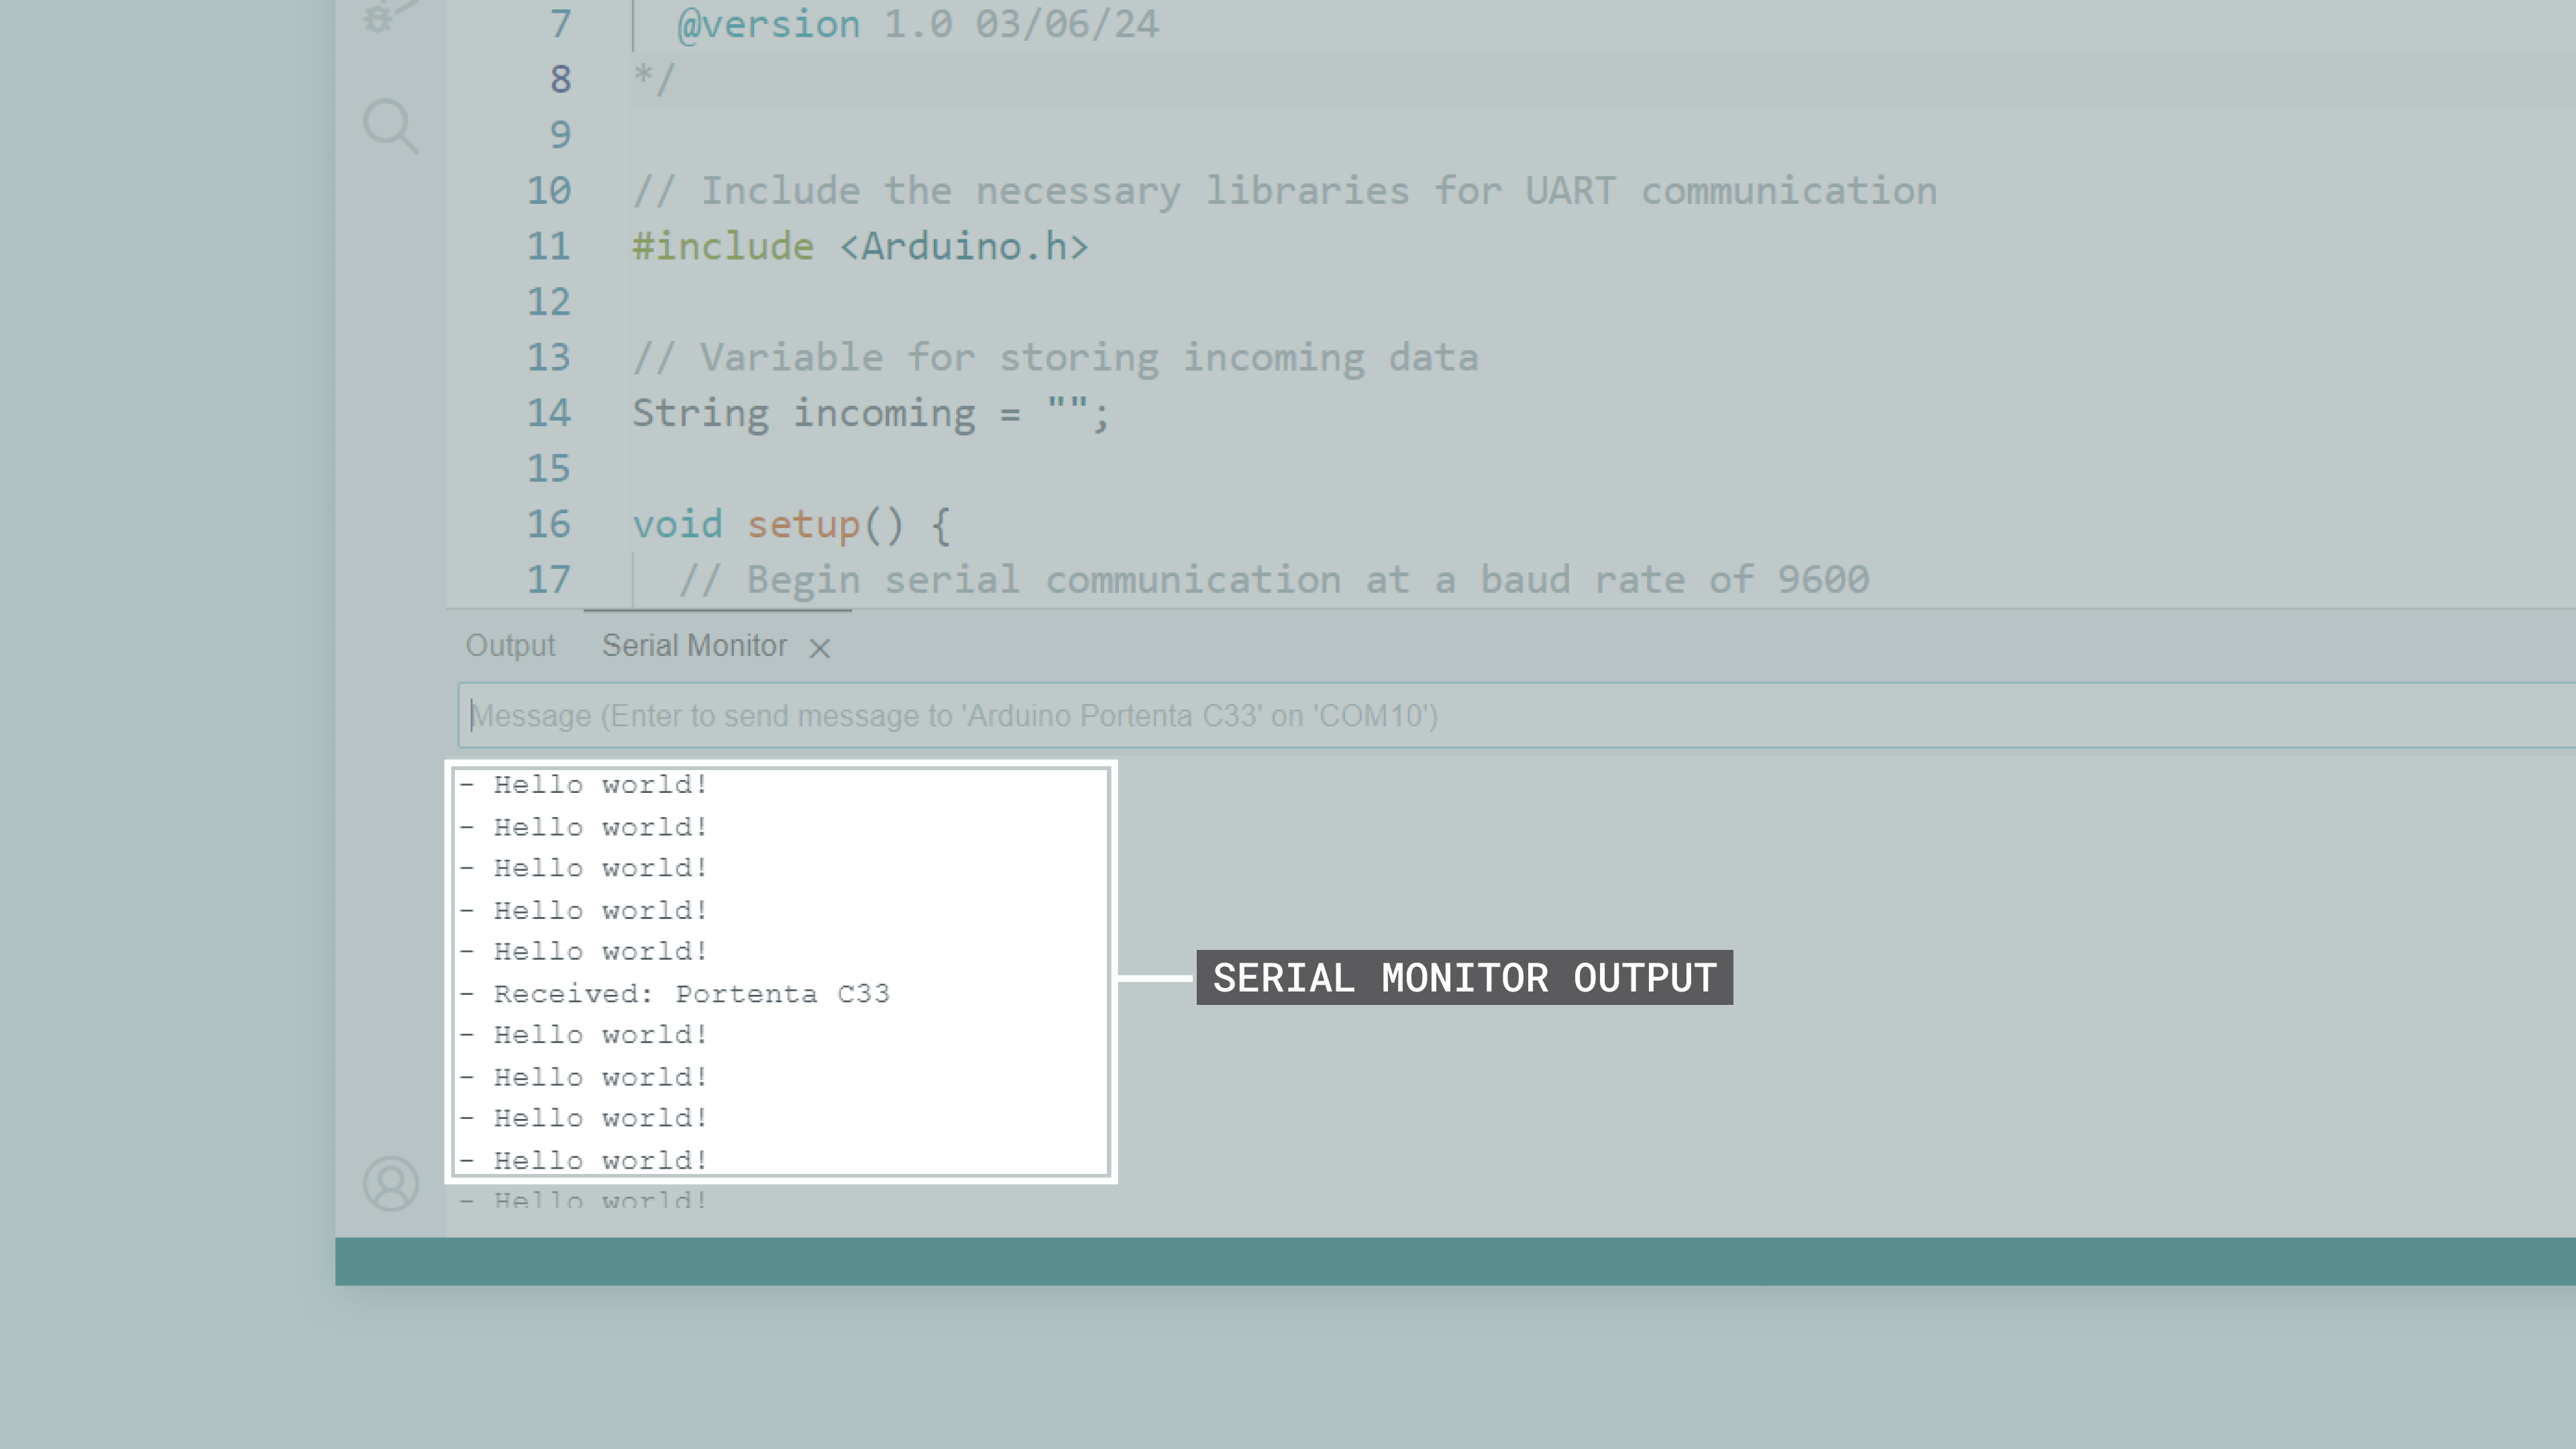 7 @version 1.0 03/06/24
8 */
9
10 // Include the necessary libraries for UART communication
11 #include <Arduino.h>
12
13 // Variable for storing incoming data
14 String incoming = "";
15
16 void setup() {
17 // Begin serial communication at a baud rate of 9600
Output Serial Monitor
Message (Enter to send message to 'Arduino Portenta C33' on 'COM10')
- Hello world!
- Hello world!
- Hello world!
- Hello world!
- Hello world!
- Received: Portenta C33
- Hello world!
- Hello world!
- Hello world!
- Hello world!
- Hello world!
SERIAL MONITOR OUTPUT